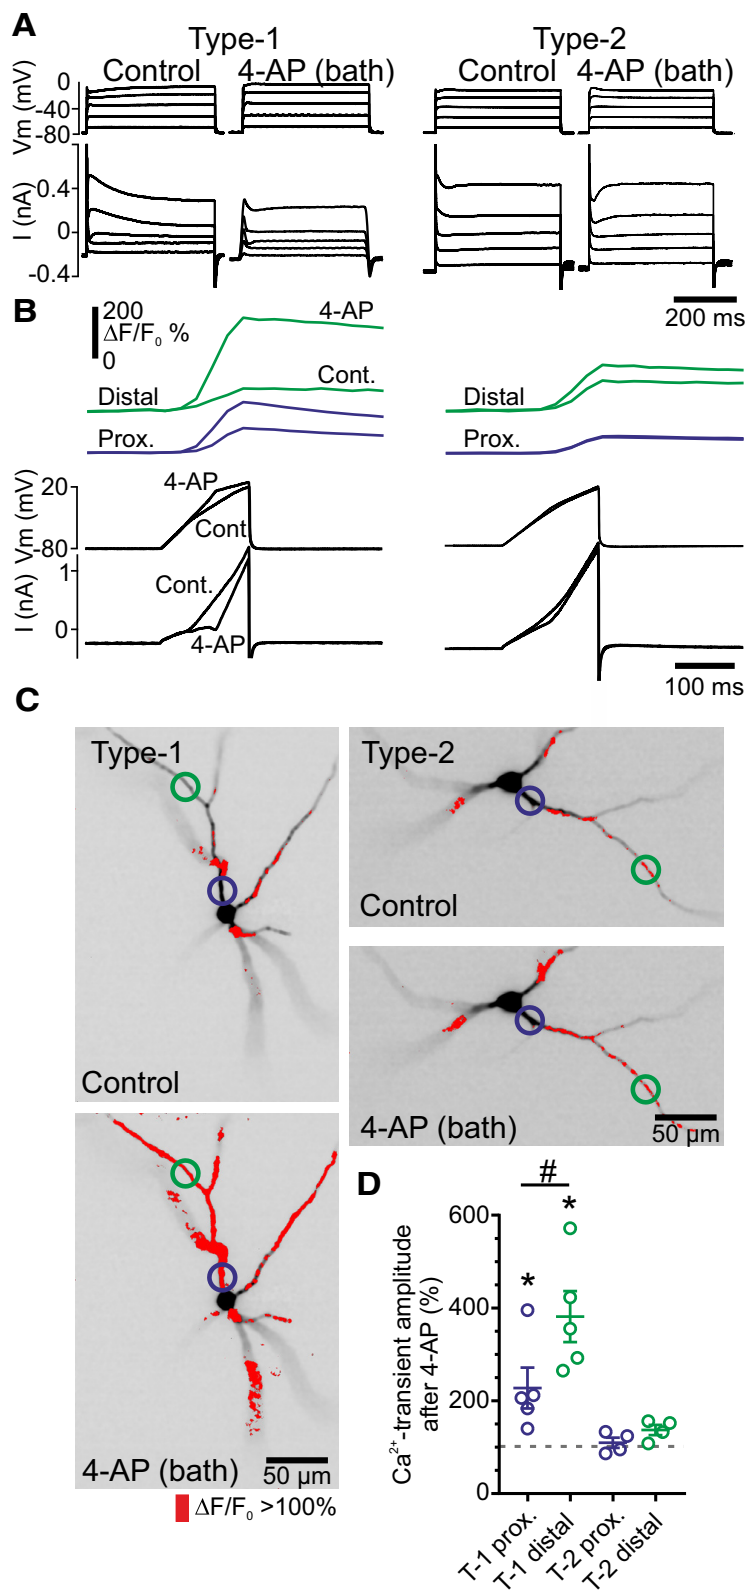 A
Type-1
Type-2
Control
4-AP (bath)
Control
4-AP (bath)
Vm (mV)
0
-40
-80
I (nA)
0.4
0
-0.4
200 ms
B
200
ΔF/F0 %
0
4-AP
Cont.
Distal
Prox.
Distal
Prox.
Vm (mV)
20
-80
4-AP
Cont.
I (nA)
1
0
Cont.
4-AP
100 ms
C
Type-1
Control
Type-2
Control
4-AP (bath)
50 µm
4-AP (bath)
50 µm
ΔF/F0 >100%
D
#
*
*
Ca2+-transient amplitude
after 4-AP (%)
600
400
200
0
T-1 prox.
T-1 distal
T-2 prox.
T-2 distal